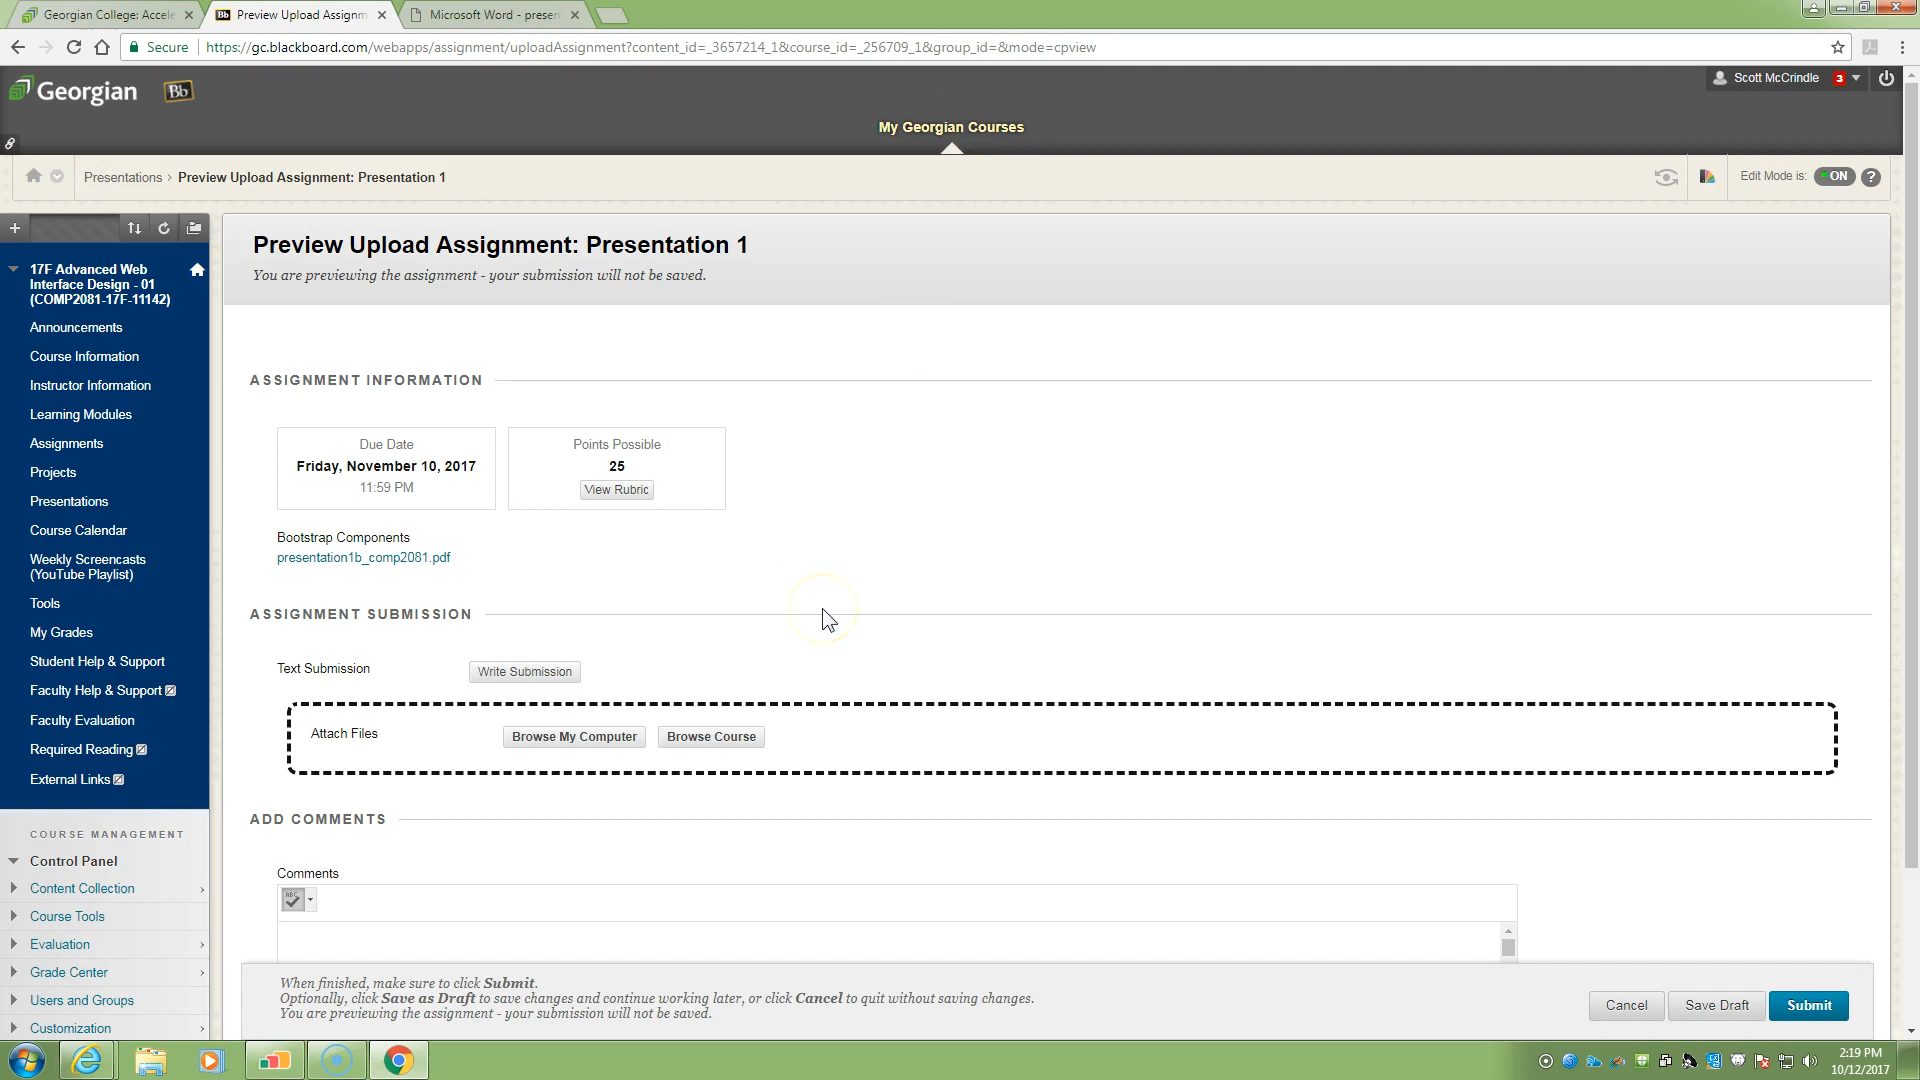 Georgian College: Accele
Preview Upload Assignm
Microsoft Word - presen
Secure
https://gc.blackboard.com/webapps/assignment/uploadAssignment?content_id=_3657214_1&course_id=_256709_1&group_id=&mode=cpview
Georgian
Bb
Scott McCrindle
3
My Georgian Courses
Presentations
Preview Upload Assignment: Presentation 1
Edit Mode is:
ON
?
17F Advanced Web
Interface Design - 01
(COMP2081-17F-11142)
Announcements
Course Information
Instructor Information
Learning Modules
Assignments
Projects
Presentations
Course Calendar
Weekly Screencasts
(YouTube Playlist)
Tools
My Grades
Student Help & Support
Faculty Help & Support
Faculty Evaluation
Required Reading
External Links
COURSE MANAGEMENT
Control Panel
Content Collection
Course Tools
Evaluation
Grade Center
Users and Groups
Customization
Preview Upload Assignment: Presentation 1
You are previewing the assignment - your submission will not be saved.
ASSIGNMENT INFORMATION
Due Date
Friday, November 10, 2017
11:59 PM
Points Possible
25
View Rubric
Bootstrap Components
presentation1b_comp2081.pdf
ASSIGNMENT SUBMISSION
Text Submission
Write Submission
Attach Files
Browse My Computer
Browse Course
ADD COMMENTS
Comments
ABC
When finished, make sure to click Submit.
Optionally, click Save as Draft to save changes and continue working later, or click Cancel to quit without saving changes.
You are previewing the assignment - your submission will not be saved.
Cancel
Save Draft
Submit
2:19 PM
10/12/2017